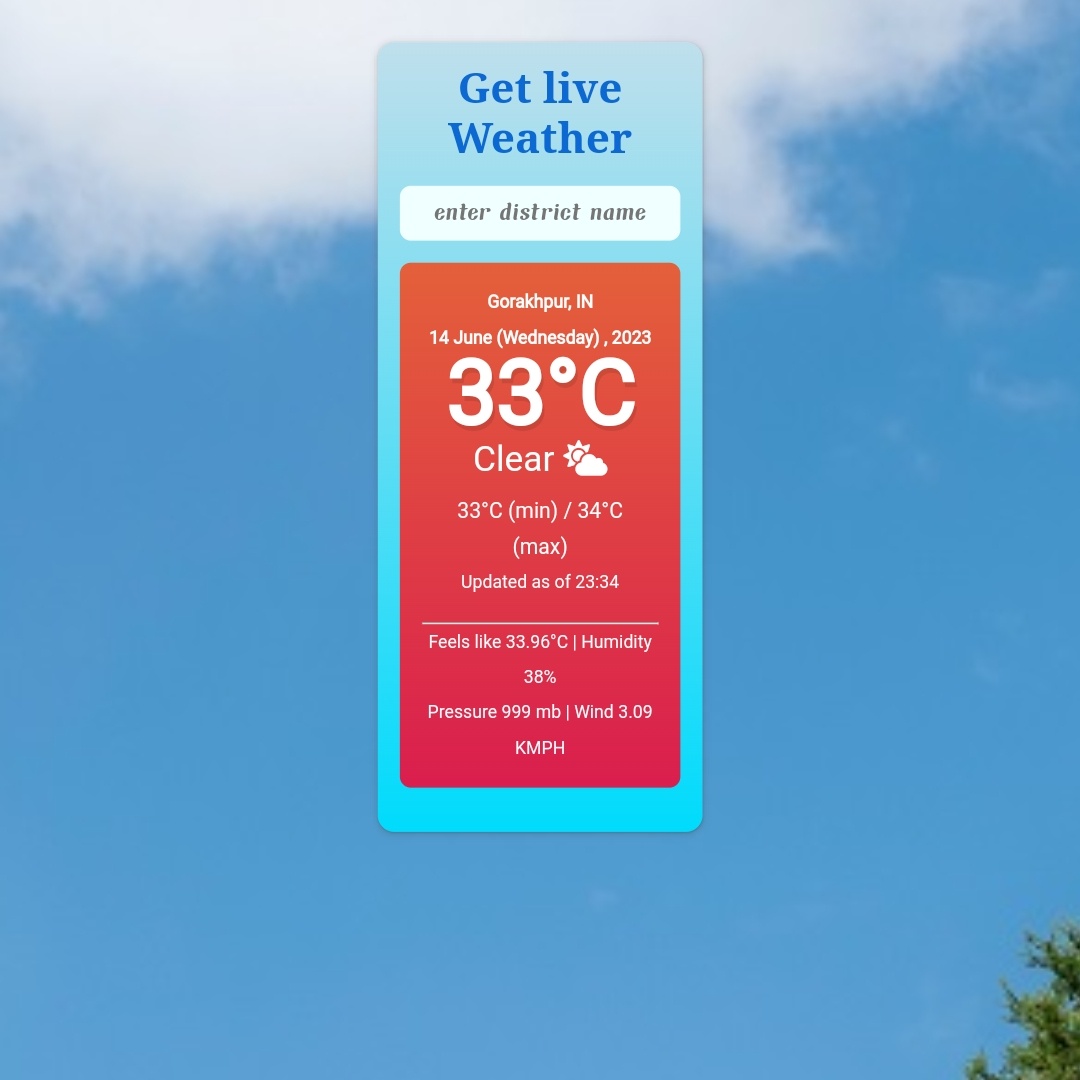 Get live
Weather
enter district name
Gorakhpur, IN
14 June (Wednesday) , 2023
33°C
Clear
33°C (min) / 34°C
(max)
Updated as of 23:34
Feels like 33.96°C | Humidity
38%
Pressure 999 mb | Wind 3.09
KMPH